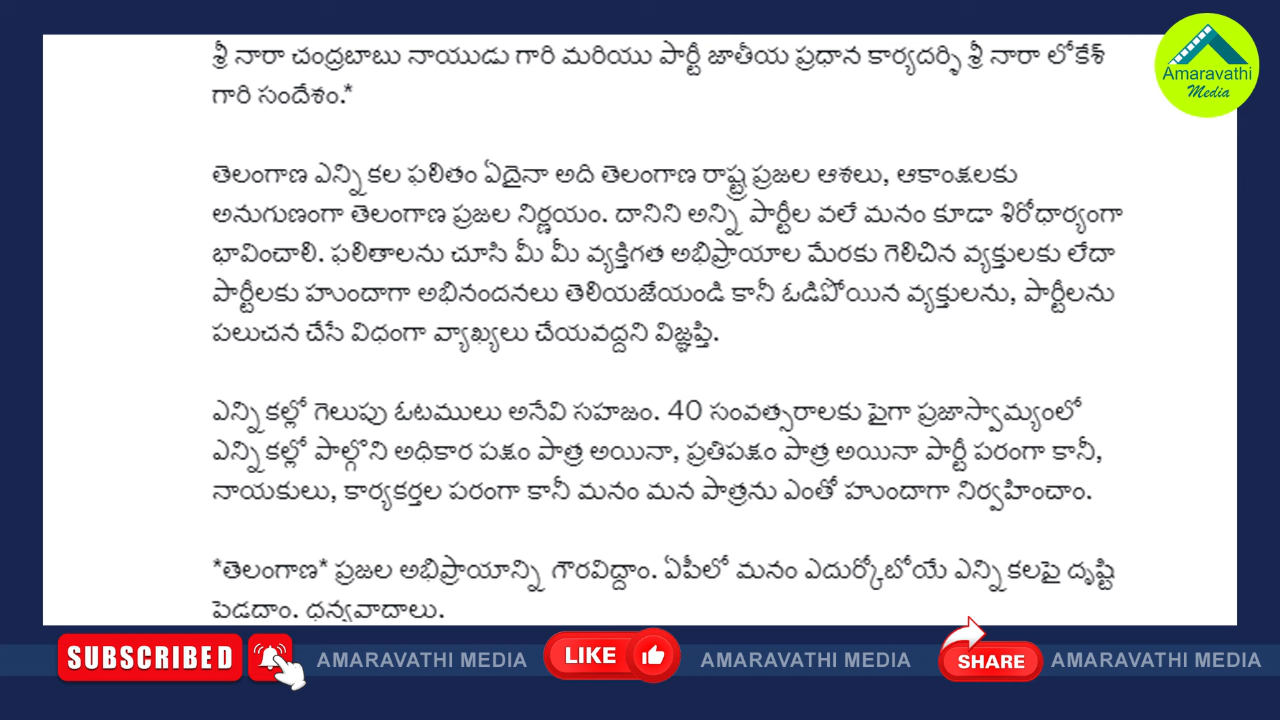 శ్రీ నారా చంద్రబాబు నాయుడు గారి మరియు పార్టీ జాతీయ ప్రధాన కార్యదర్శి శ్రీ నారా లోకేశ్
గారి సందేశం.*
Amaravathi
Media
తెలంగాణ ఎన్నికల ఫలితం ఏదైనా అది తెలంగాణ రాష్ట్ర ప్రజల ఆశలు, ఆకాంక్షలకు
అనుగుణంగా తెలంగాణ ప్రజల నిర్ణయం. దానిని అన్ని పార్టీల వలే మనం కూడా శిరోధార్యంగా
భావించాలి. ఫలితాలను చూసి మీ మీ వ్యక్తిగత అభిప్రాయాల మేరకు గెలిచిన వ్యక్తులకు లేదా
పార్టీలకు హుందాగా అభినందనలు తెలియజేయండి కానీ ఓడిపోయిన వ్యక్తులను, పార్టీలను
పలుచన చేసే విధంగా వ్యాఖ్యలు చేయవద్దని విజ్ఞప్తి.
ఎన్నికల్లో గెలుపు ఓటములు అనేవి సహజం. 40 సంవత్సరాలకు పైగా ప్రజాస్వామ్యంలో
ఎన్నికల్లో పాల్గొని అధికార పక్షం పాత్ర అయినా, ప్రతిపక్షం పాత్ర అయినా పార్టీ పరంగా కానీ,
నాయకులు, కార్యకర్తల పరంగా కానీ మనం మన పాత్రను ఎంతో హుందాగా నిర్వహించాం.
*తెలంగాణ* ప్రజల అభిప్రాయాన్ని గౌరవిద్దాం. ఏపీలో మనం ఎదుర్కోబోయే ఎన్నికలపై దృష్టి
పెడదాం. ధన్యవాదాలు.
SUBSCRIBED AMARAVATHI MEDIA LIKE AMARAVATHI MEDIA SHARE AMARAVATHI MEDIA